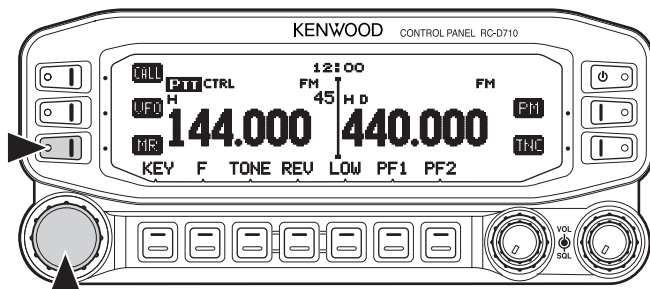 KENWOOD CONTROL PANEL RC-D710
CALL 12:00
PTT CTRL FM 45 FM
H H D
VFO PM
144.000 440.000
MR TNC
KEY F TONE REV LOW PF1 PF2
VOL
SQL